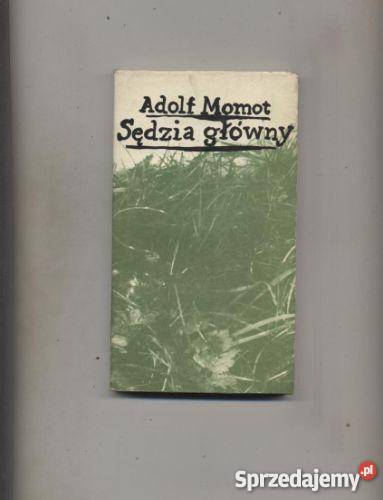 Adolf Momot
Sędzia główny
Sprzedajemy.pl